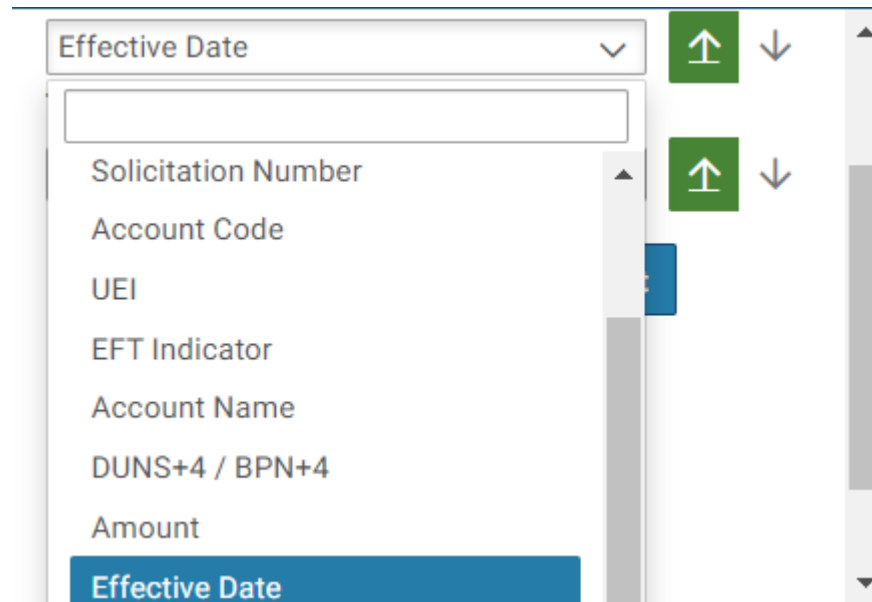 Effective Date
Solicitation Number
Account Code
UEI
EFT Indicator
Account Name
DUNS+4 / BPN+4
Amount
Effective Date